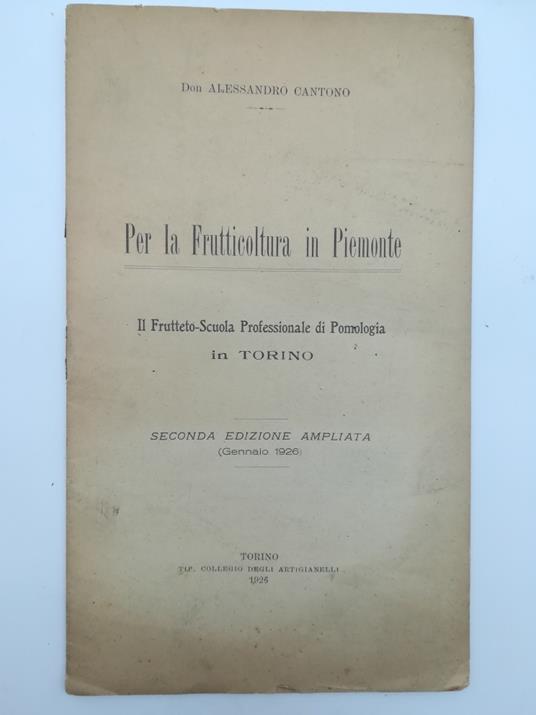 Don ALESSANDRO CANTONO
Per la Frutticoltura in Piemonte
Il Frutteto-Scuola Professionale di Pomologia
in TORINO
SECONDA EDIZIONE AMPLIATA
(Gennaio 1926)
TORINO
TIP. COLLEGIO DEGLI ARTIGIANELLI
1926